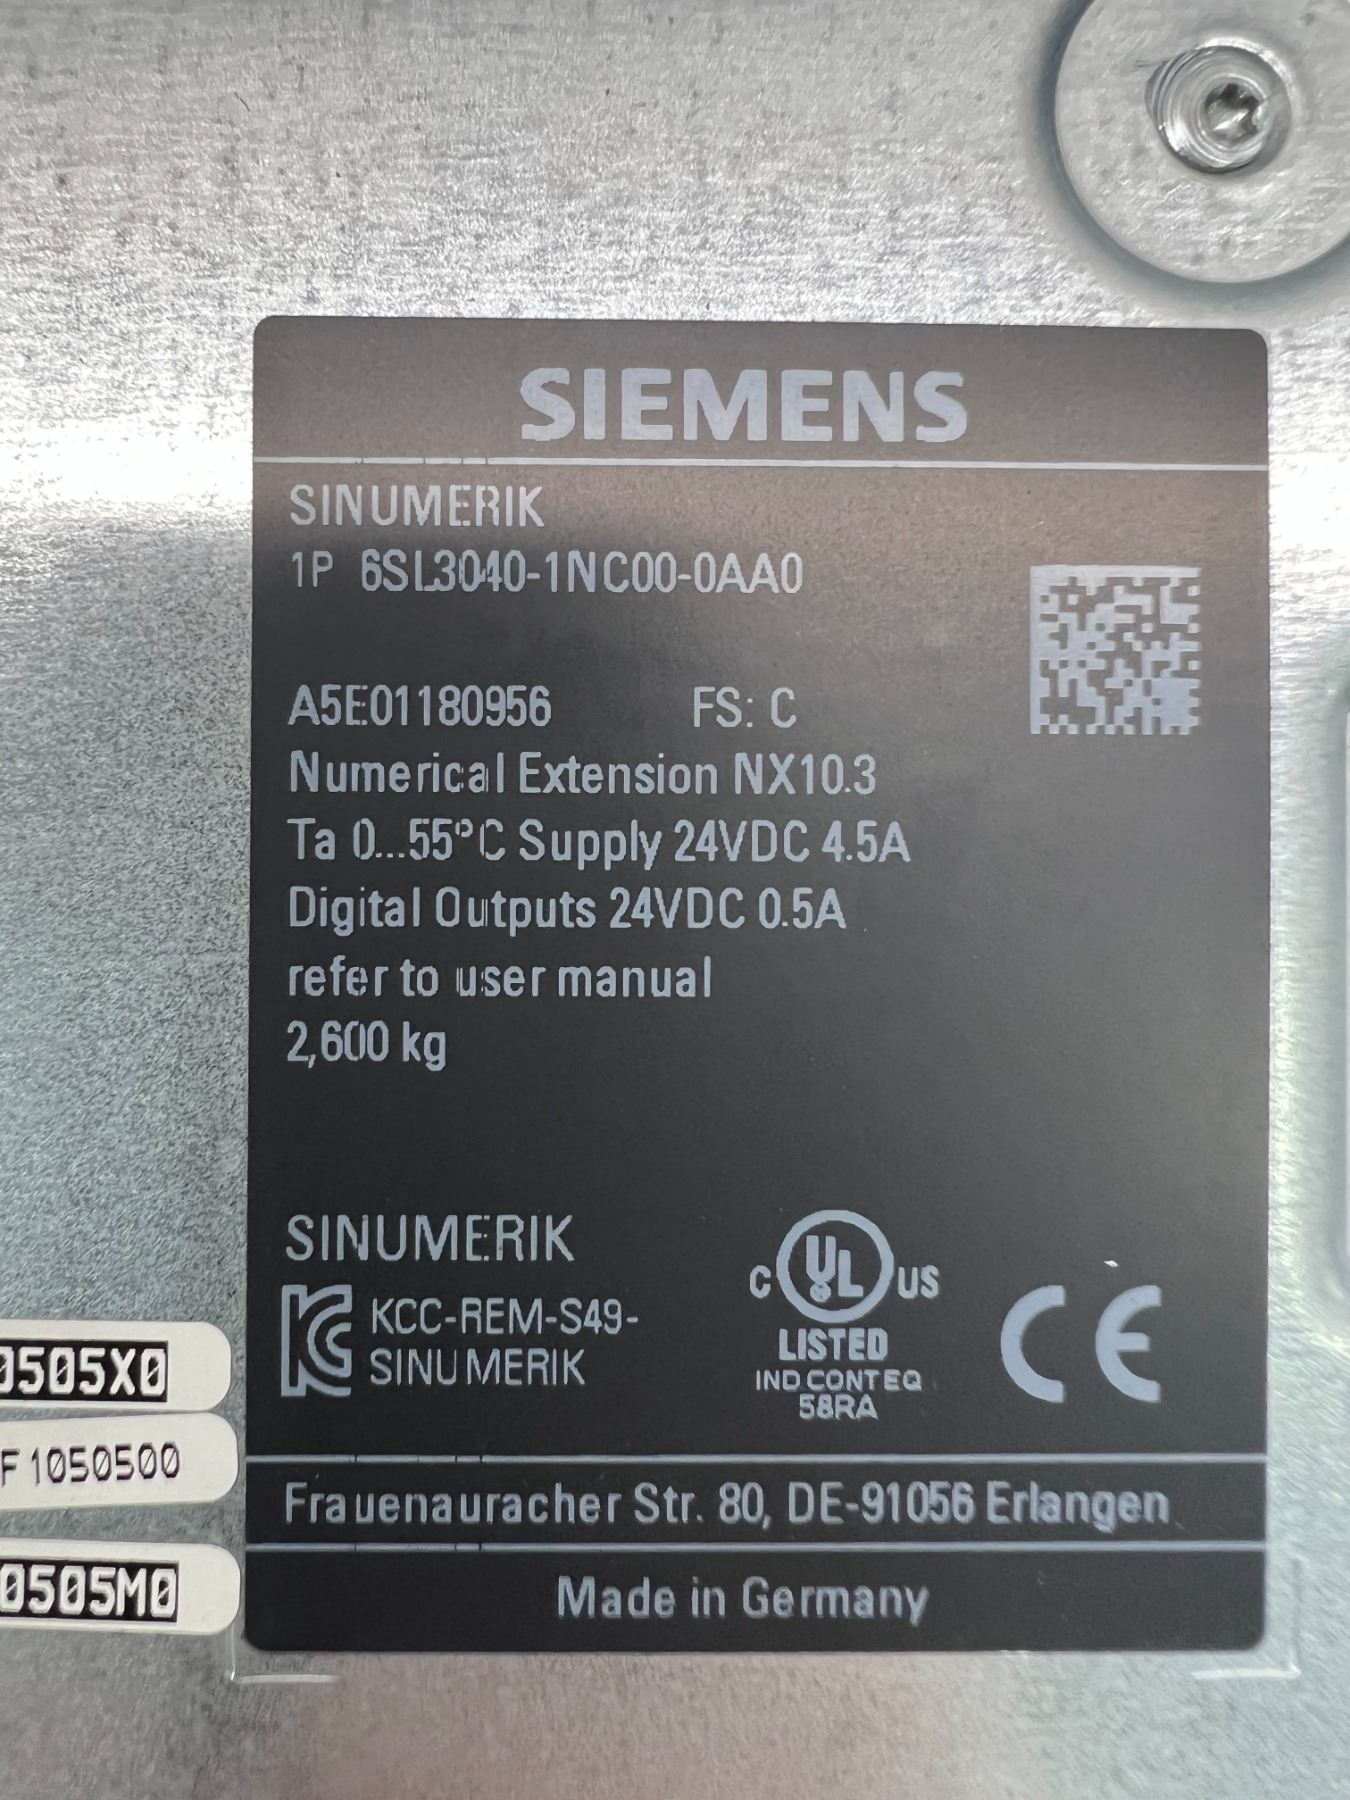 SIEMENS
SINUMERIK
1P 6SL3040-1NC00-0AA0
A5E01180956 FS: C
Numerical Extension NX10.3
Ta 0...55°C Supply 24VDC 4.5A
Digital Outputs 24VDC 0.5A
refer to user manual
2,600 kg
SINUMERIK
KCC-REM-S49-
SINUMERIK
C UL US
LISTED
IND CONT EQ
58RA
CE
0505X0
F1050500
0505M0
Frauenauracher Str. 80, DE-91056 Erlangen
Made in Germany